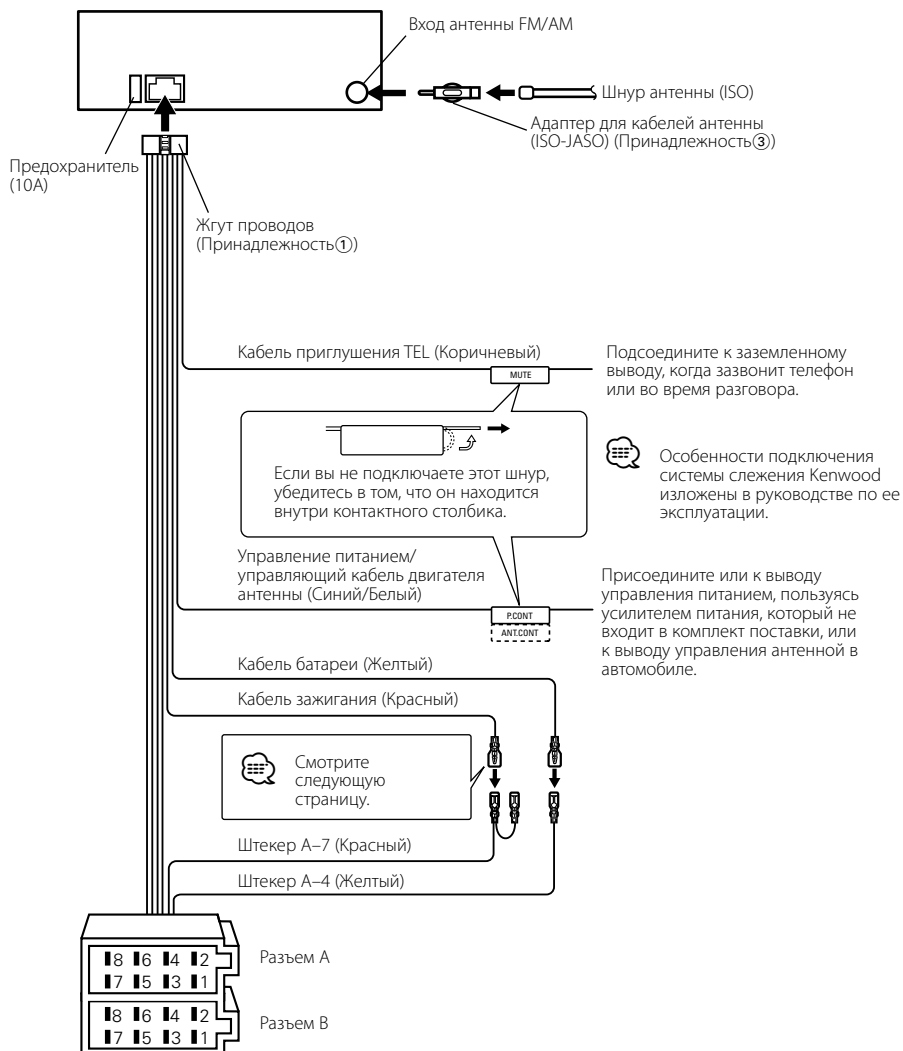 Вход антенны FM/AM
Шнур антенны (ISO)
Адаптер для кабелей антенны
(ISO-JASO) (Принадлежность③)
Предохранитель
(10A)
Жгут проводов
(Принадлежность①)
Кабель приглушения TEL (Коричневый)
MUTE
Подсоедините к заземленному
выводу, когда зазвонит телефон
или во время разговора.
Если вы не подключаете этот шнур,
убедитесь в том, что он находится
внутри контактного столбика.
Особенности подключения
системы слежения Kenwood
изложены в руководстве по ее
эксплуатации.
Управление питанием/
управляющий кабель двигателя
антенны (Синий/Белый)
P.CONT
ANT.CONT
Присоедините или к выводу
управления питанием, пользуясь
усилителем питания, который не
входит в комплект поставки, или
к выводу управления антенной в
автомобиле.
Кабель батареи (Желтый)
Кабель зажигания (Красный)
Смотрите
следующую
страницу.
Штекер A–7 (Красный)
Штекер A–4 (Желтый)
8 6 4 2
7 5 3 1
Разъем A
8 6 4 2
7 5 3 1
Разъем B